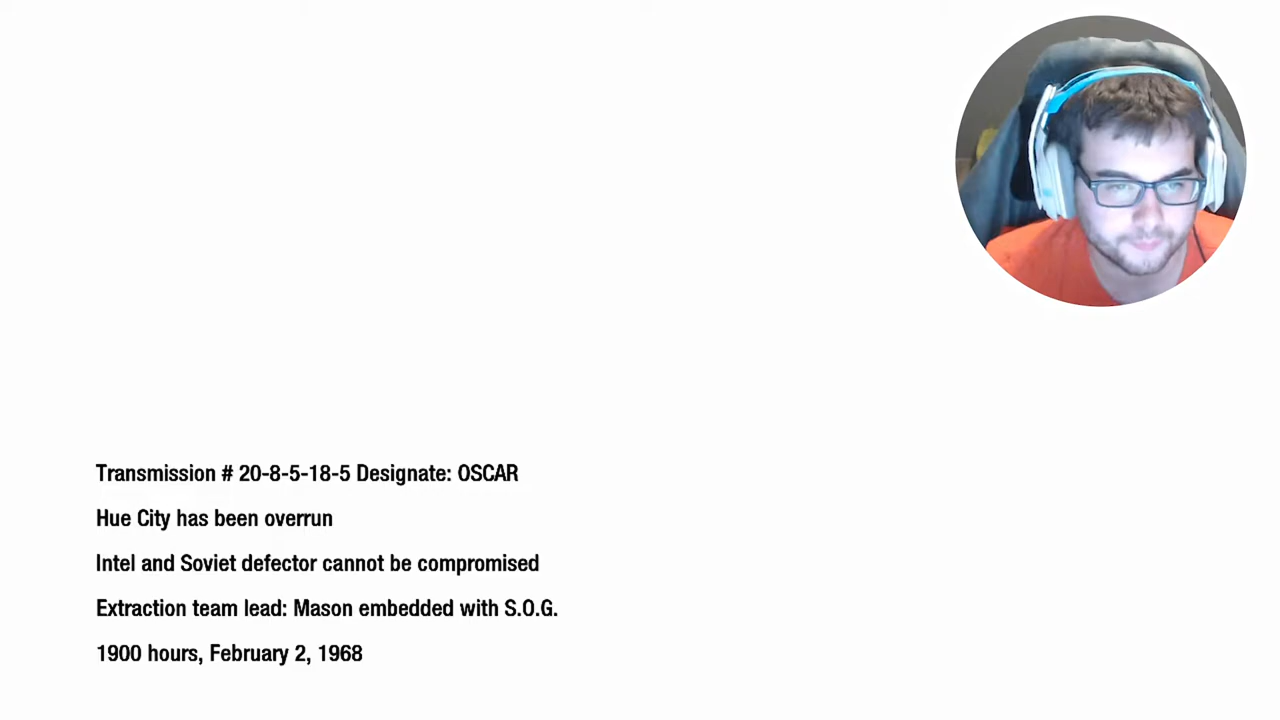 Transmission # 20-8-5-18-5 Designate: OSCAR
Hue City has been overrun
Intel and Soviet defector cannot be compromised
Extraction team lead: Mason embedded with S.O.G.
1900 hours, February 2, 1968